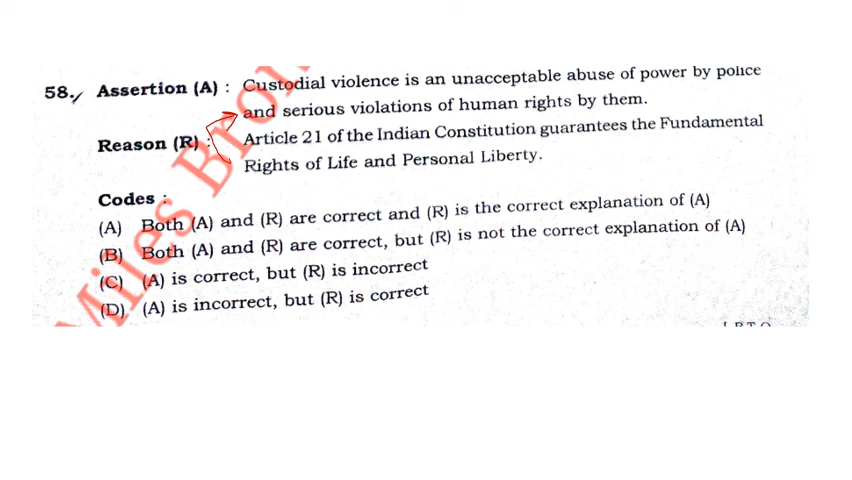 58. Assertion (A) : Custodial violence is an unacceptable abuse of power by police
and serious violations of human rights by them.
Reason (R) : Article 21 of the Indian Constitution guarantees the Fundamental
Rights of Life and Personal Liberty.
Codes :
(A) Both (A) and (R) are correct and (R) is the correct explanation of (A)
(B) Both (A) and (R) are correct, but (R) is not the correct explanation of (A)
(C) (A) is correct, but (R) is incorrect
(D) (A) is incorrect, but (R) is correct
Miles Bron